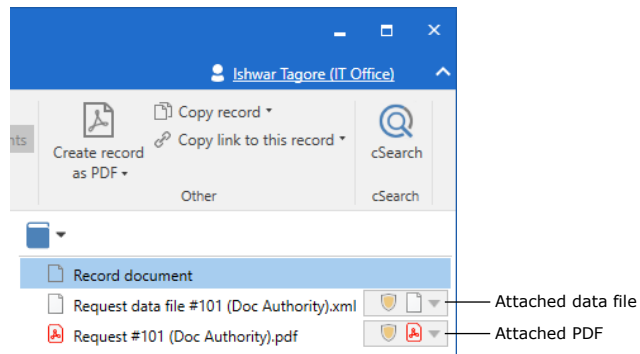 Ishwar Tagore (IT Office)
nts
Create record
as PDF
Copy record
Copy link to this record
cSearch
Other
cSearch
Record document
Request data file #101 (Doc Authority).xml
Attached data file
Request #101 (Doc Authority).pdf
Attached PDF